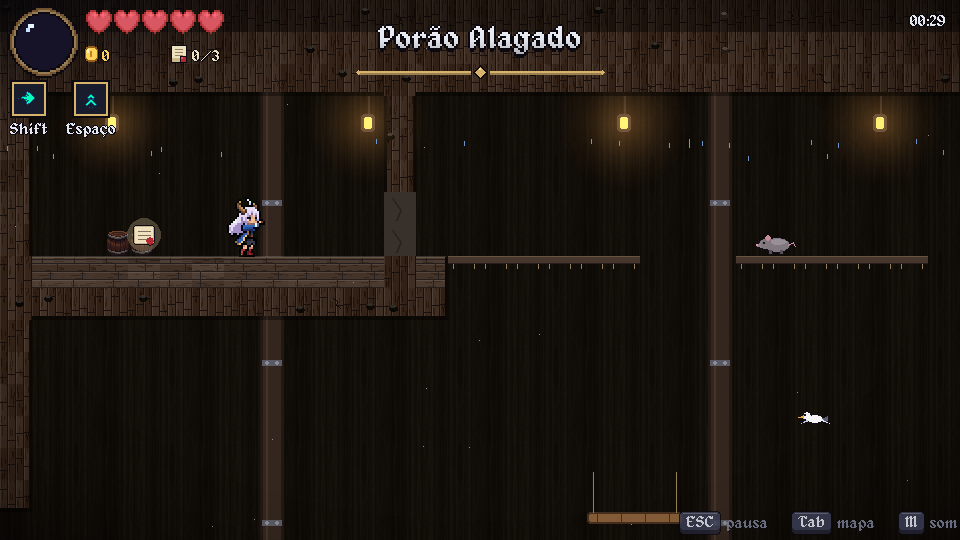 0
0/3
Porão Alagado
00:29
Shift
Espaço
ESC pausa
Tab mapa
M som